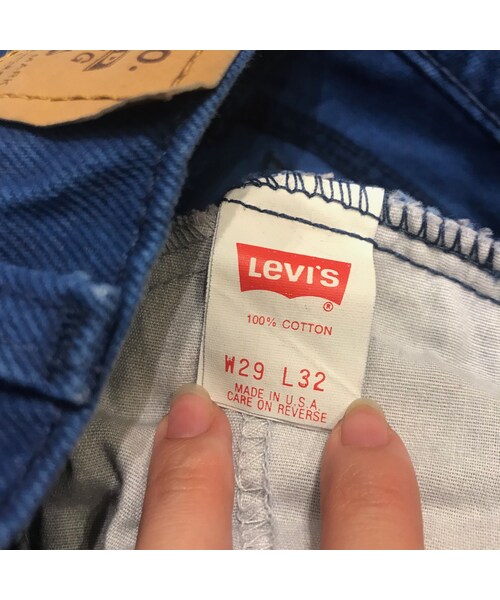 Levi's
®
100% COTTON
W29 L32
MADE IN U.S.A
CARE ON REVERSE